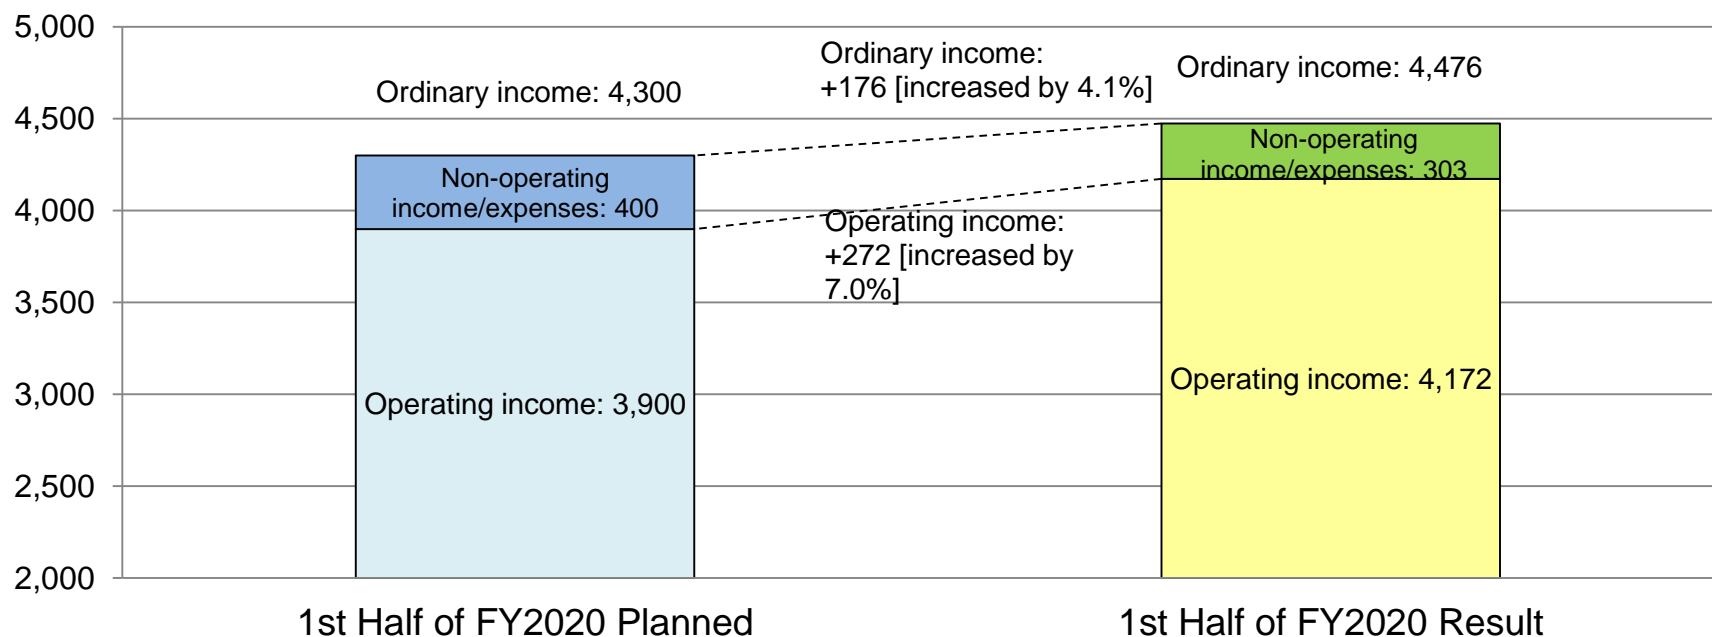 5,000
4,500
4,000
3,500
3,000
2,500
2,000
Ordinary income: 4,300
Non-operating
income/expenses: 400
Operating income: 3,900
Ordinary income:
+176 [increased by 4.1%]
Operating income:
+272 [increased by
7.0%]
Ordinary income: 4,476
Non-operating
income/expenses: 303
Operating income: 4,172
1st Half of FY2020 Planned
1st Half of FY2020 Result